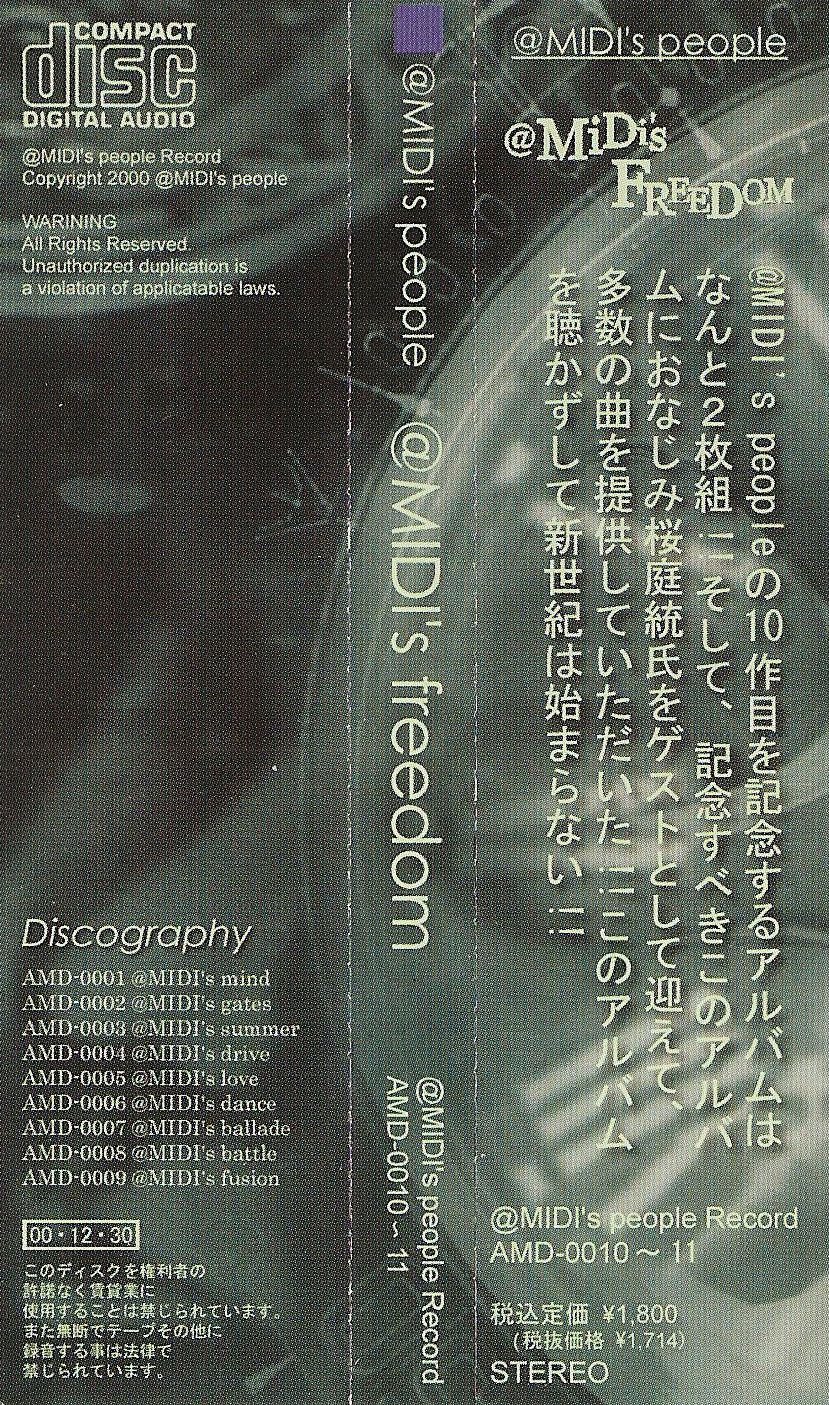 COMPACT
disc
DIGITAL AUDIO
@MIDI's people Record
Copyright 2000 @MIDI's people
WARINING
All Rights Reserved.
Unauthorized duplication is
a violation of applicatable laws.
Discography
AMD-0001 @MIDI's mind
AMD-0002 @MIDI's gates
AMD-0003 @MIDI's summer
AMD-0004 @MIDI's drive
AMD-0005 @MIDI's love
AMD-0006 @MIDI's dance
AMD-0007 @MIDI's ballade
AMD-0008 @MIDI's battle
AMD-0009 @MIDI's fusion
00・12・30
このディスクを権利者の
許諾なく賃貸業に
使用することは禁じられています。
また無断でテープその他に
録音する事は法律で
禁じられています。
@MIDI's people @MIDI's freedom
@MIDI's people Record
AMD-0010～11
@MIDI's people
@MiDi's
FREEDOM
@MIDI's peopleの10作目を記念するアルバムは
なんと2枚組!!そして、記念すべきこのアルバ
ムにおなじみ桜庭統氏をゲストとして迎えて、
多数の曲を提供していただいた!!このアルバム
を聴かずして新世紀は始まらない!!
@MIDI's people Record
AMD-0010～11
税込定価 ¥1,800
(税抜価格 ¥1,714)
STEREO